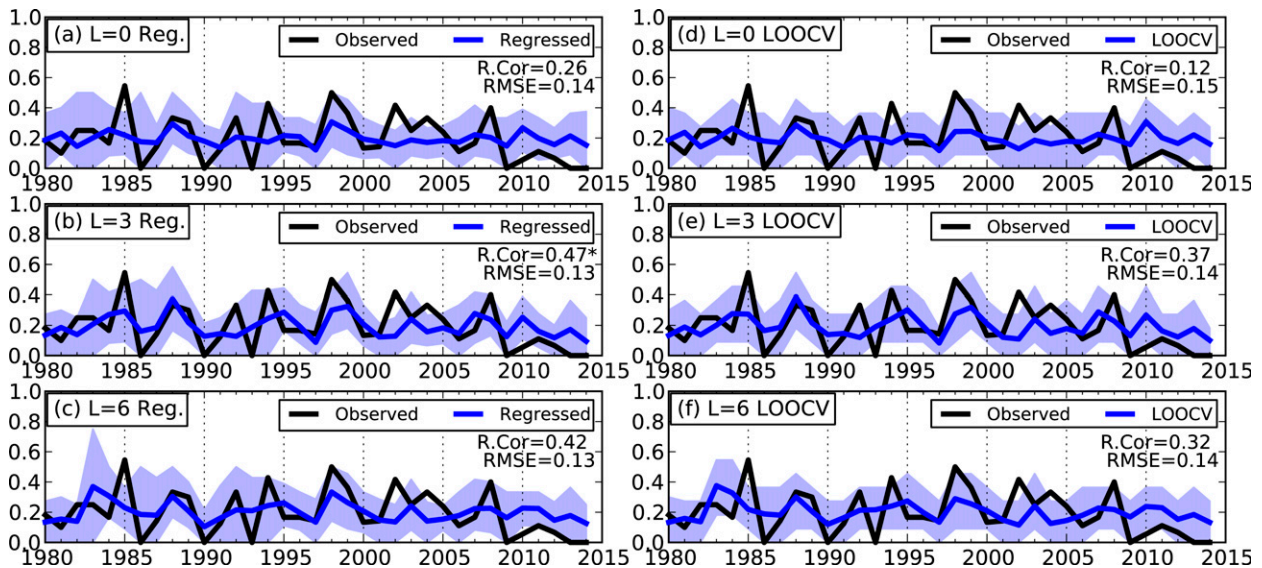 (a) L=0 Reg.
Observed Regressed
R.Cor=0.26
RMSE=0.14
1.0
0.8
0.6
0.4
0.2
0.0
1980 1985 1990 1995 2000 2005 2010 2015
(d) L=0 LOOCV
Observed LOOCV
R.Cor=0.12
RMSE=0.15
1.0
0.8
0.6
0.4
0.2
0.0
1980 1985 1990 1995 2000 2005 2010 2015
(b) L=3 Reg.
Observed Regressed
R.Cor=0.47*
RMSE=0.13
1.0
0.8
0.6
0.4
0.2
0.0
1980 1985 1990 1995 2000 2005 2010 2015
(e) L=3 LOOCV
Observed LOOCV
R.Cor=0.37
RMSE=0.14
1.0
0.8
0.6
0.4
0.2
0.0
1980 1985 1990 1995 2000 2005 2010 2015
(c) L=6 Reg.
Observed Regressed
R.Cor=0.42
RMSE=0.13
1.0
0.8
0.6
0.4
0.2
0.0
1980 1985 1990 1995 2000 2005 2010 2015
(f) L=6 LOOCV
Observed LOOCV
R.Cor=0.32
RMSE=0.14
1.0
0.8
0.6
0.4
0.2
0.0
1980 1985 1990 1995 2000 2005 2010 2015